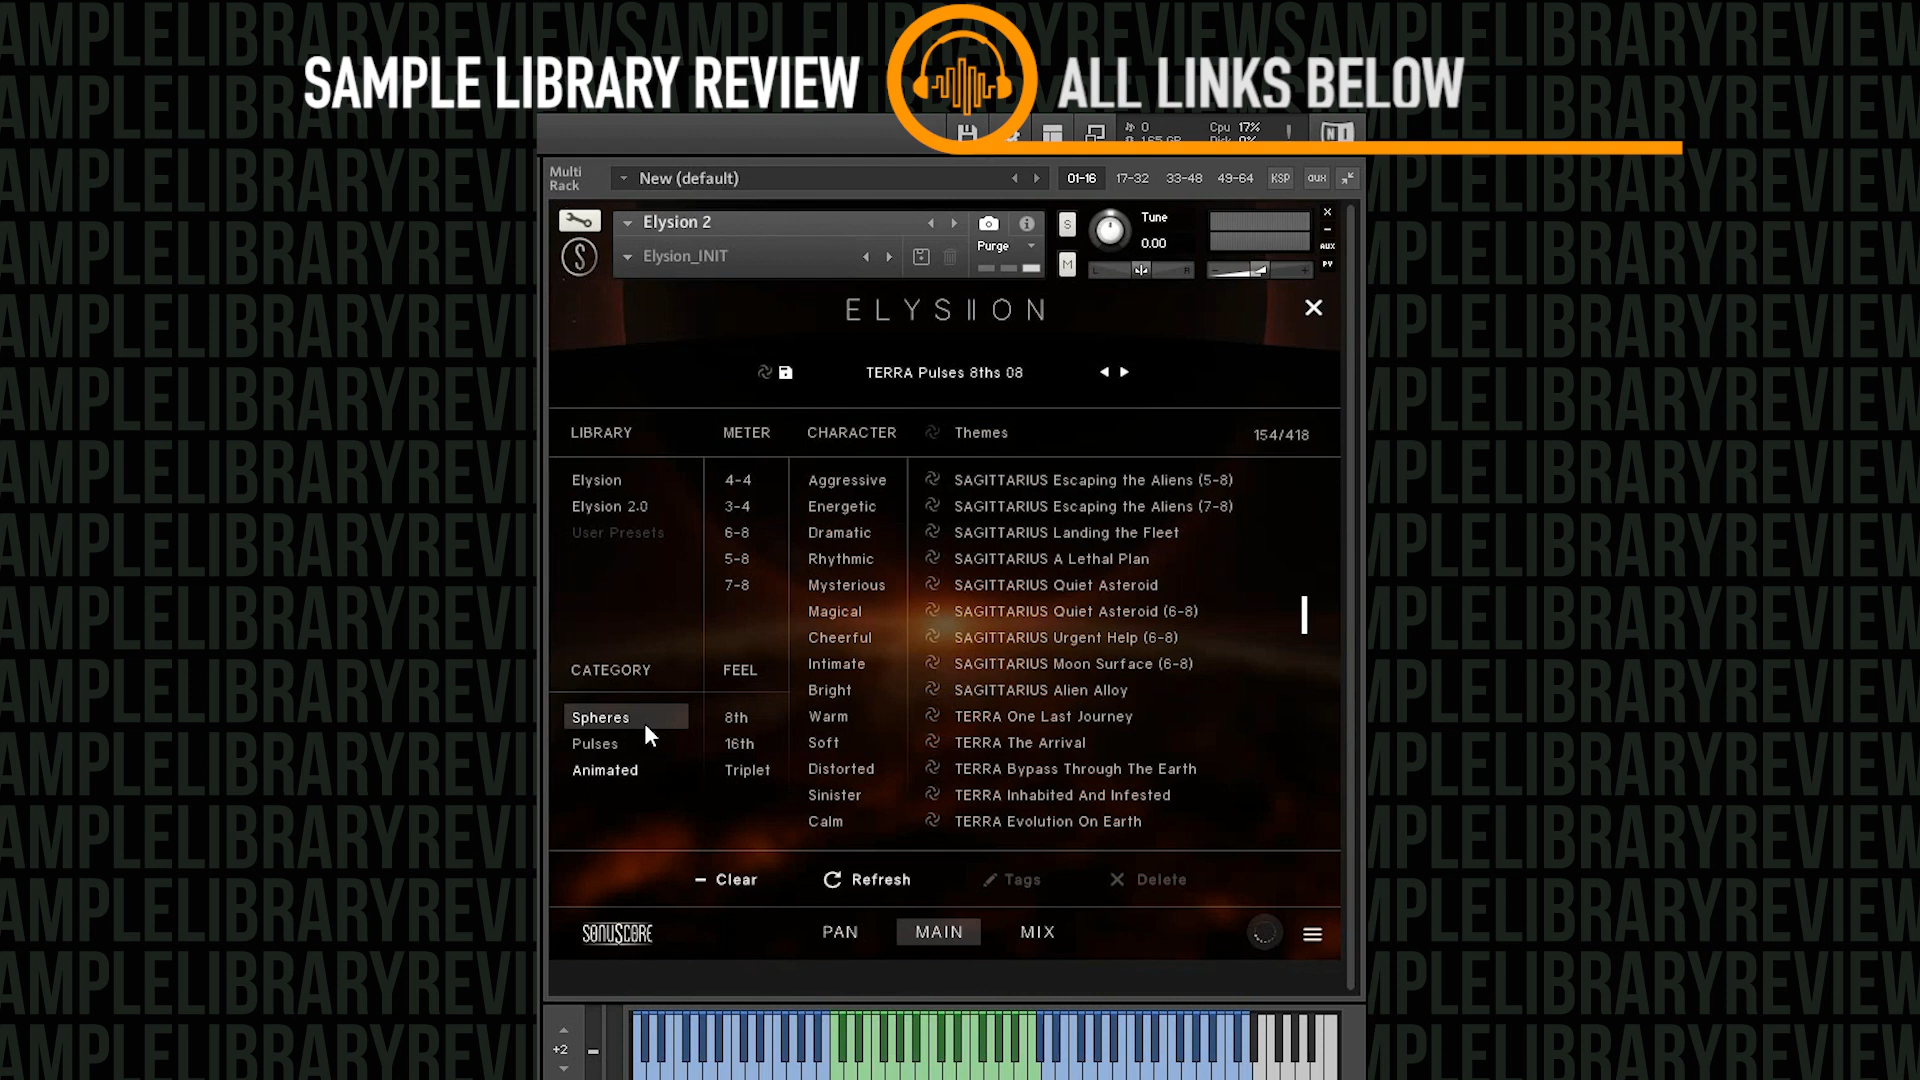 SAMPLE LIBRARY REVIEW
ALL LINKS BELOW
0
Cpu 17%
Multi
Rack
New (default)
01-16 17-32 33-48 49-64 KSP aux
Elysion 2
Elysion_INIT
Purge
S
M
Tune
0.00
L R
AUX
PV
ELYSIION
TERRA Pulses 8ths 08
LIBRARY METER CHARACTER Themes 154/418
Elysion 4-4 Aggressive SAGITTARIUS Escaping the Aliens (5-8)
Elysion 2.0 3-4 Energetic SAGITTARIUS Escaping the Aliens (7-8)
User Presets 6-8 Dramatic SAGITTARIUS Landing the Fleet
5-8 Rhythmic SAGITTARIUS A Lethal Plan
7-8 Mysterious SAGITTARIUS Quiet Asteroid
Magical SAGITTARIUS Quiet Asteroid (6-8)
Cheerful SAGITTARIUS Urgent Help (6-8)
CATEGORY FEEL Intimate SAGITTARIUS Moon Surface (6-8)
Bright SAGITTARIUS Alien Alloy
Spheres 8th Warm TERRA One Last Journey
Pulses 16th Soft TERRA The Arrival
Animated Triplet Distorted TERRA Bypass Through The Earth
Sinister TERRA Inhabited And Infested
Calm TERRA Evolution On Earth
Clear Refresh Tags Delete
SONUSCORE PAN MAIN MIX
+2